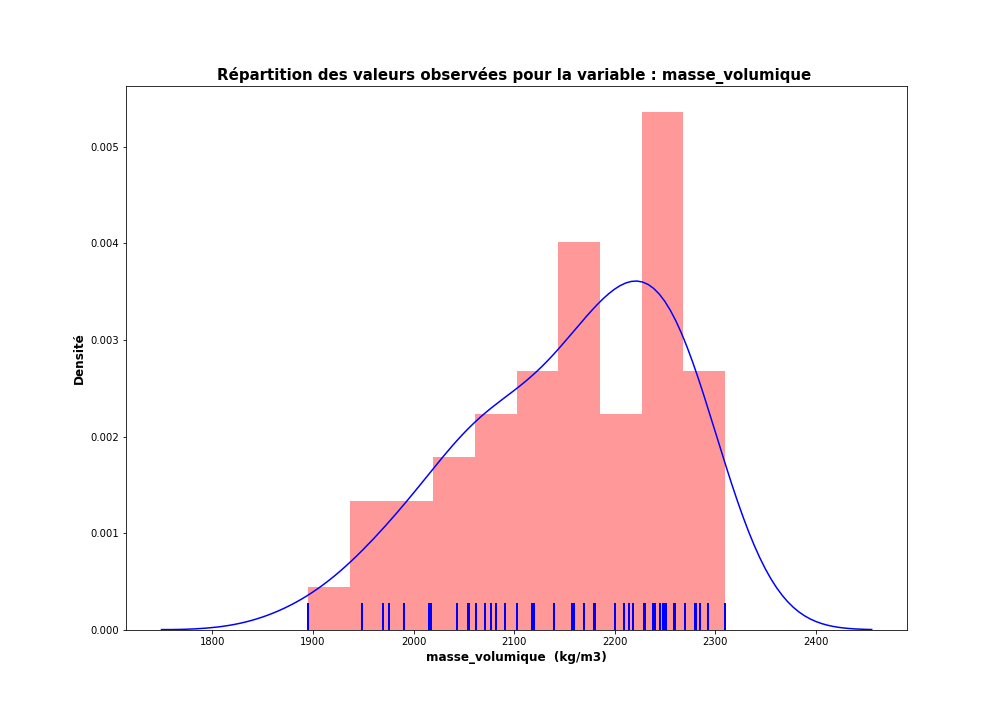 Répartition des valeurs observées pour la variable : masse_volumique
Densité
0.005
0.004
0.003
0.002
0.001
0.000
1800 1900 2000 2100 2200 2300 2400
masse_volumique (kg/m3)